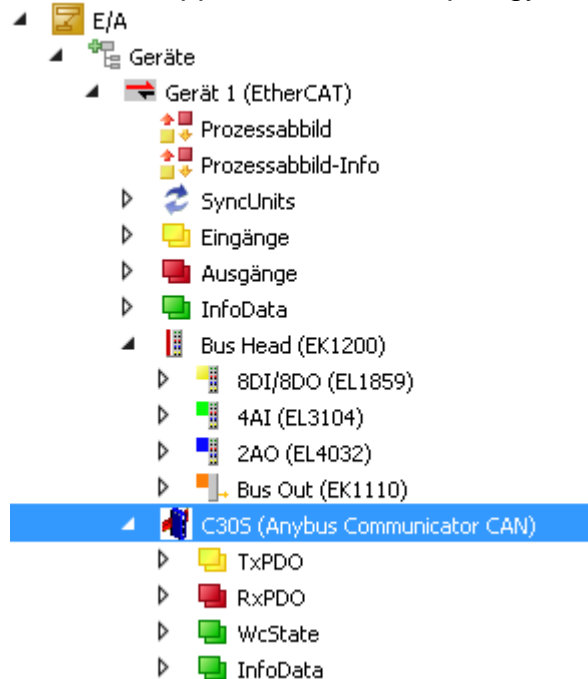 E/A
Geräte
Gerät 1 (EtherCAT)
Prozessabbild
Prozessabbild-Info
SyncUnits
Eingänge
Ausgänge
InfoData
Bus Head (EK1200)
8DI/8DO (EL1859)
4AI (EL3104)
2AO (EL4032)
Bus Out (EK1110)
C305 (Anybus Communicator CAN)
TxPDO
RxPDO
WcState
InfoData